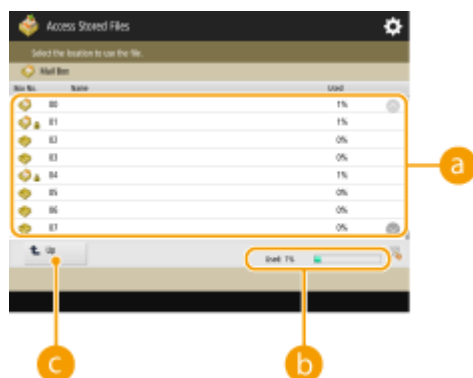 Access Stored Files
Select the location to use the file.
Mail Box
Box No. Name Used
00 1%
01 1%
02 0%
03 0%
04 1%
05 0%
06 0%
07 0%
Up
Used 1%
a
b
c